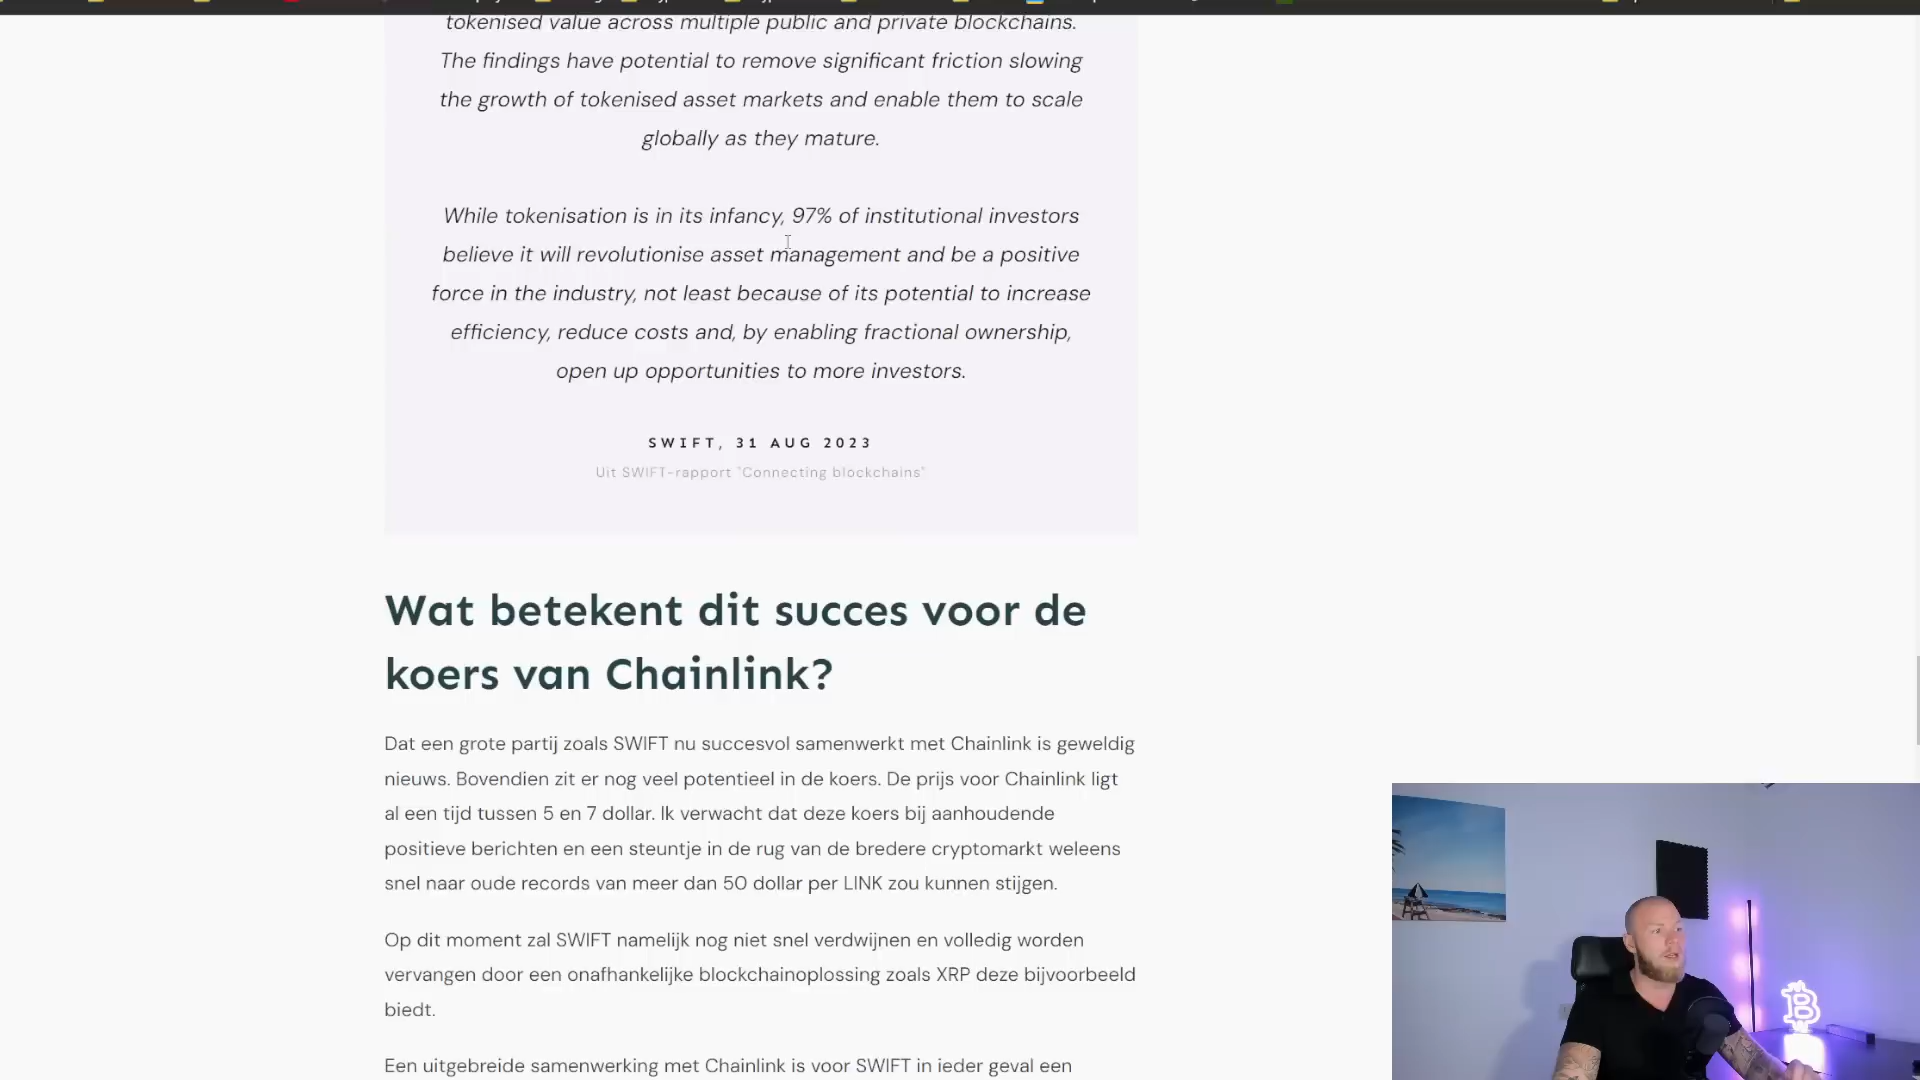 tokenised value across multiple public and private blockchains.
The findings have potential to remove significant friction slowing
the growth of tokenised asset markets and enable them to scale
globally as they mature.
While tokenisation is in its infancy, 97% of institutional investors
believe it will revolutionise asset management and be a positive
force in the industry, not least because of its potential to increase
efficiency, reduce costs and, by enabling fractional ownership,
open up opportunities to more investors.
SWIFT, 31 AUG 2023
Uit SWIFT-rapport "Connecting blockchains"
Wat betekent dit succes voor de
koers van Chainlink?
Dat een grote partij zoals SWIFT nu succesvol samenwerkt met Chainlink is geweldig
nieuws. Bovendien zit er nog veel potentieel in de koers. De prijs voor Chainlink ligt
al een tijd tussen 5 en 7 dollar. Ik verwacht dat deze koers bij aanhoudende
positieve berichten en een steuntje in de rug van de bredere cryptomarkt weleens
snel naar oude records van meer dan 50 dollar per LINK zou kunnen stijgen.
Op dit moment zal SWIFT namelijk nog niet snel verdwijnen en volledig worden
vervangen door een onafhankelijke blockchainoplossing zoals XRP deze bijvoorbeeld
biedt.
Een uitgebreide samenwerking met Chainlink is voor SWIFT in ieder geval een